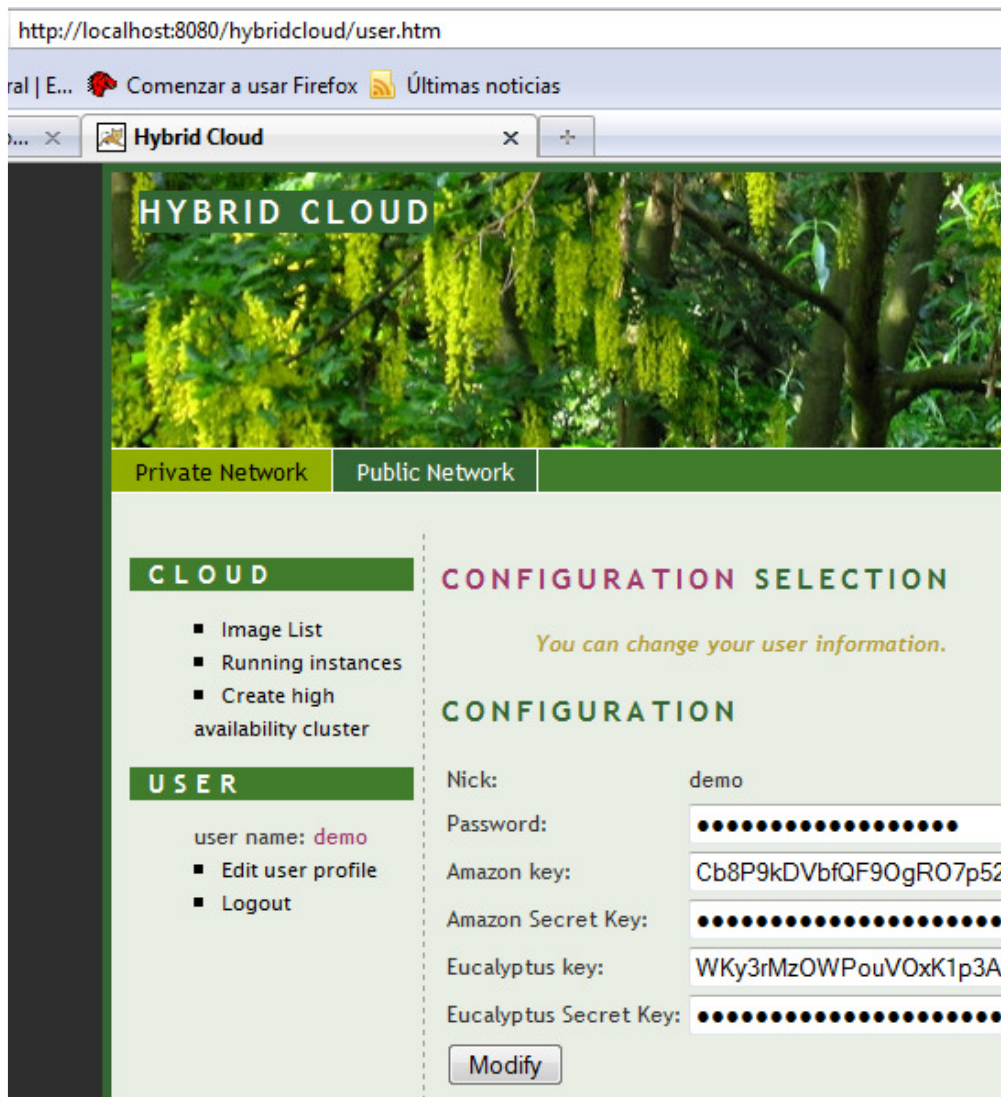 http://localhost:8080/hybridcloud/user.htm
ral | E... Comenzar a usar Firefox Últimas noticias
Hybrid Cloud
HYBRID CLOUD
Private Network Public Network
CLOUD
Image List
Running instances
Create high
availability cluster
USER
user name: demo
Edit user profile
Logout
CONFIGURATION SELECTION
You can change your user information.
CONFIGURATION
Nick: demo
Password: ••••••••••••••••••
Amazon key: Cb8P9kDVbfQF9OgRO7p52
Amazon Secret Key: •••••••••••••••••••••
Eucalyptus key: WKy3rMzOWPouVOxK1p3A
Eucalyptus Secret Key: •••••••••••••••••••••
Modify